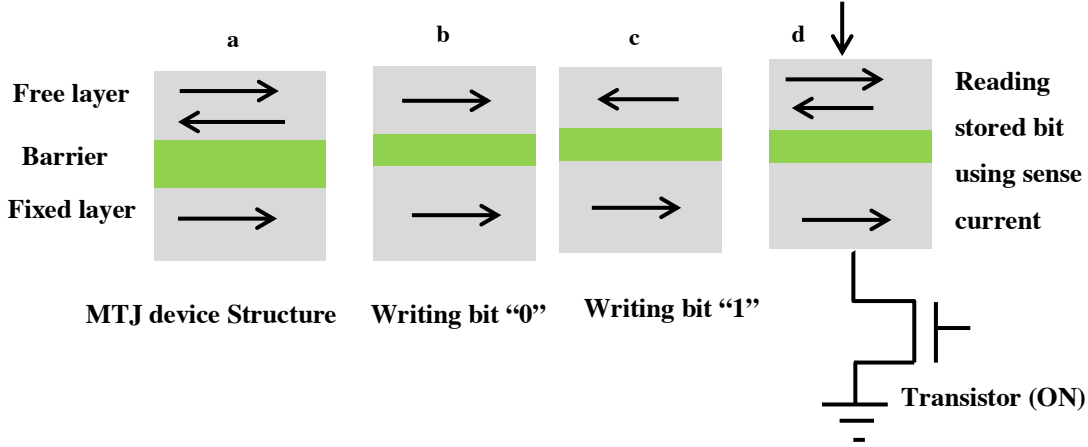 a
b
c
d
Free layer
Barrier
Fixed layer
Reading
stored bit
using sense
current
MTJ device Structure
Writing bit “0”
Writing bit “1”
Transistor (ON)